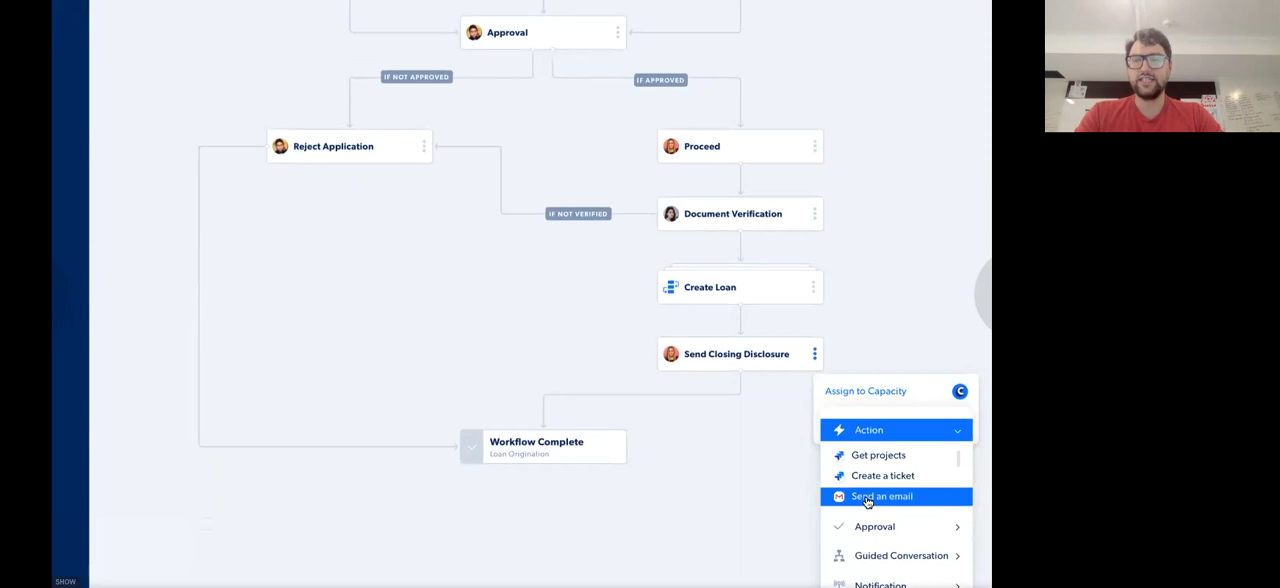 Approval
IF NOT APPROVED
IF APPROVED
Reject Application
Proceed
IF NOT VERIFIED
Document Verification
Create Loan
Send Closing Disclosure
Assign to Capacity
C
Action
Workflow Complete
Loan Origination
Get projects
Create a ticket
Send an email
Approval
Guided Conversation
Notification
SHOW